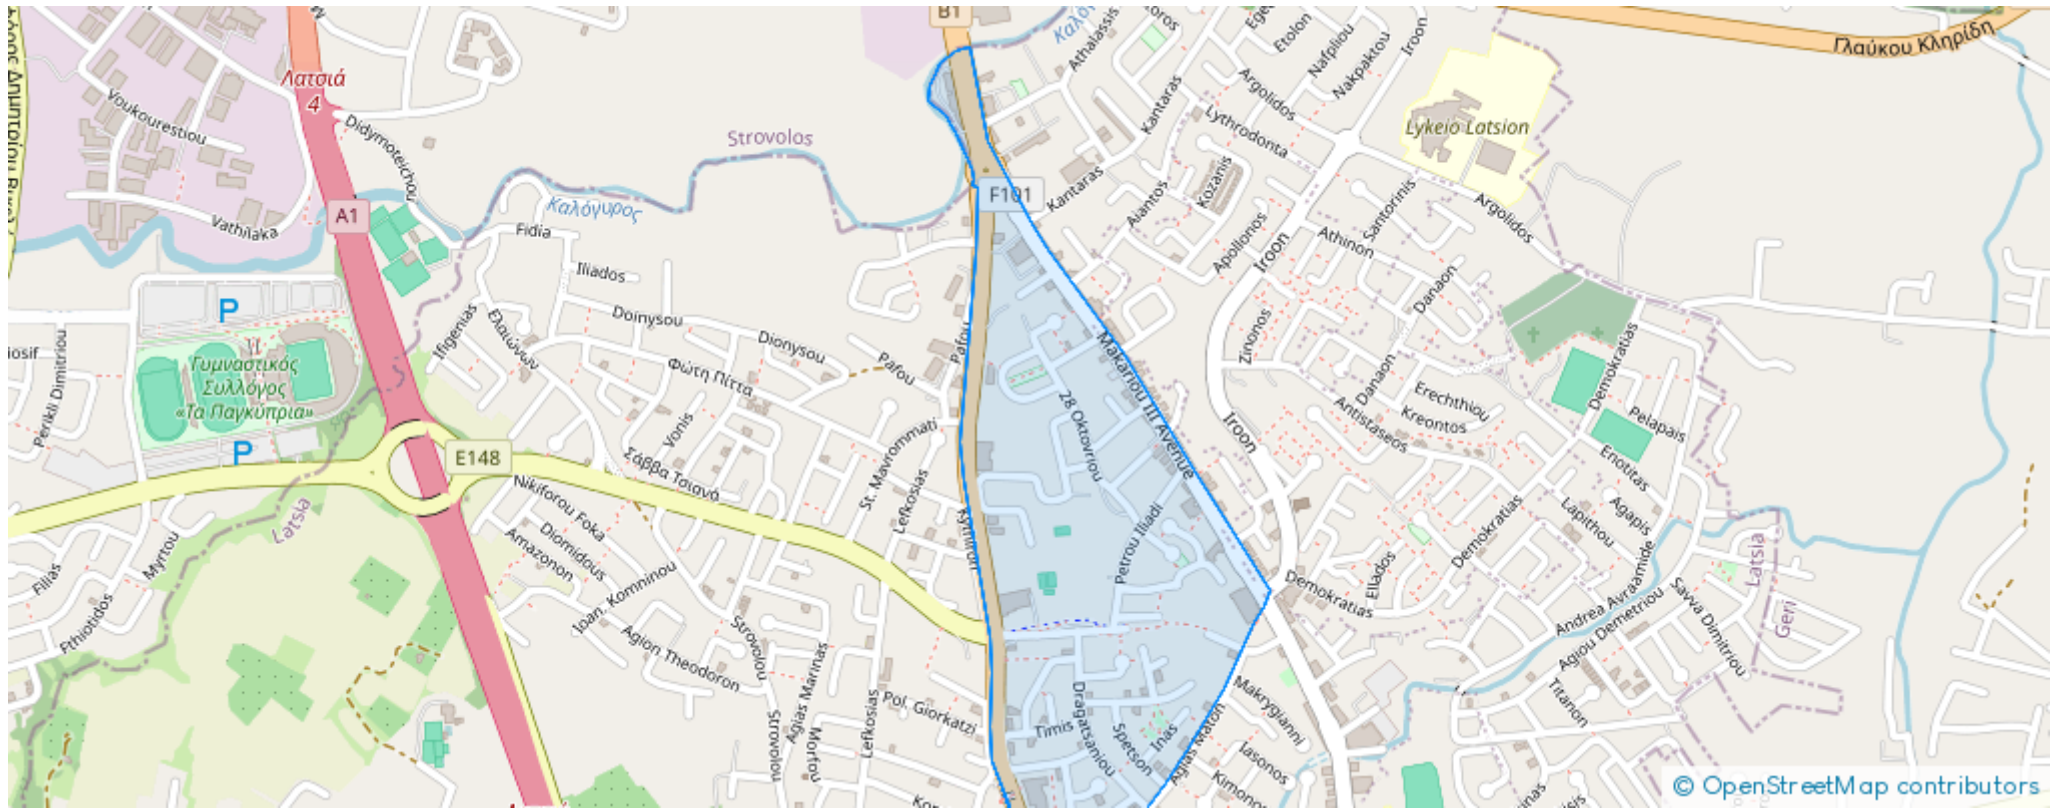 B1
Γλαύκου Κληρίδη
Λατσιά
4
Voukourestiou
Didymoteichou
Vathilaka
A1
Strovolos
Καλόγυρος
F101
Athalassis
Kantaras
Kantaras
Aiantos
Kozanis
Apollonos
Etolon
Nafpliou
Nakpaktou
Iroon
Argolidos
Lythrodonta
Lykeio Latsion
Santorinis
Argolidos
Athinon
Iroon
Danaon
Zinonos
Danaon
Erechthiou
Kreontos
Antistaseos
Iroon
Demokratias
Pelapais
Enotitas
Agapis
Lapithou
Demokratias
Ellados
Demokratias
Andrea Avraamide
Agiou Demetriou
Savva Dimitriou
Titanon
Latsia
Geri
Fidia
Iliados
Doinysou
Dionysou
Ifigenias
Ελαιώνων
Φώτη Πίττα
Pafou
Pafou
Vonis
Σάββα Τσιανά
St. Mavrommati
Lefkosias
Kythiron
P
Γυμναστικός
Συλλόγος
«Τα Παγκύπρια»
P
Perikli Dimitriou
E148
Latsia
Myrtou
Filias
Fthiotidos
Nikiforou Foka
Diomidous
Amazonon
Ioan. Komninou
Agion Theodoron
Strovolou
Strovolou
Agias Marinas
Morfou
Lefkosias
Pol. Giorkatzi
Makariou III Avenue
28 Oktovriou
Petrou Iliadi
Timis
Dragatsaniou
Spetson
Inas
Agias Maton
Makrygianni
Iasonos
Kimonos
© OpenStreetMap contributors